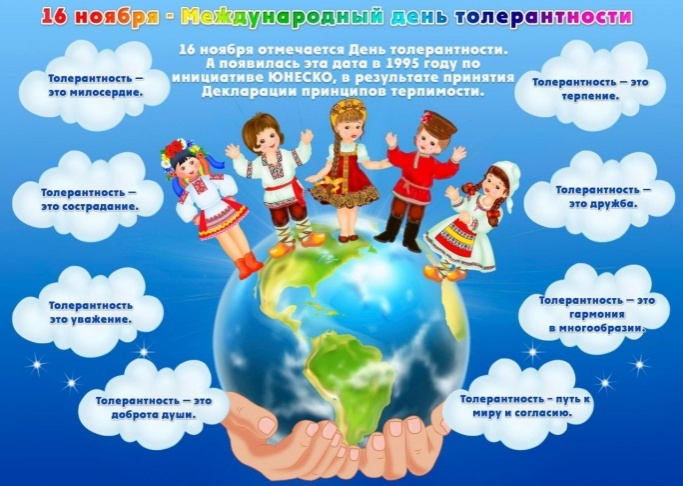 16 ноября - Международный день толерантности
16 ноября отмечается День толерантности.
А появилась эта дата в 1995 году по
инициативе ЮНЕСКО, в результате принятия
Декларации принципов терпимости.
Толерантность —
это милосердие.
Толерантность — это
терпение.
Толерантность —
это сострадание.
Толерантность —
это дружба.
Толерантность
это уважение.
Толерантность — это
гармония
в многообразии.
Толерантность — это
доброта души.
Толерантность - путь к
миру и согласию.